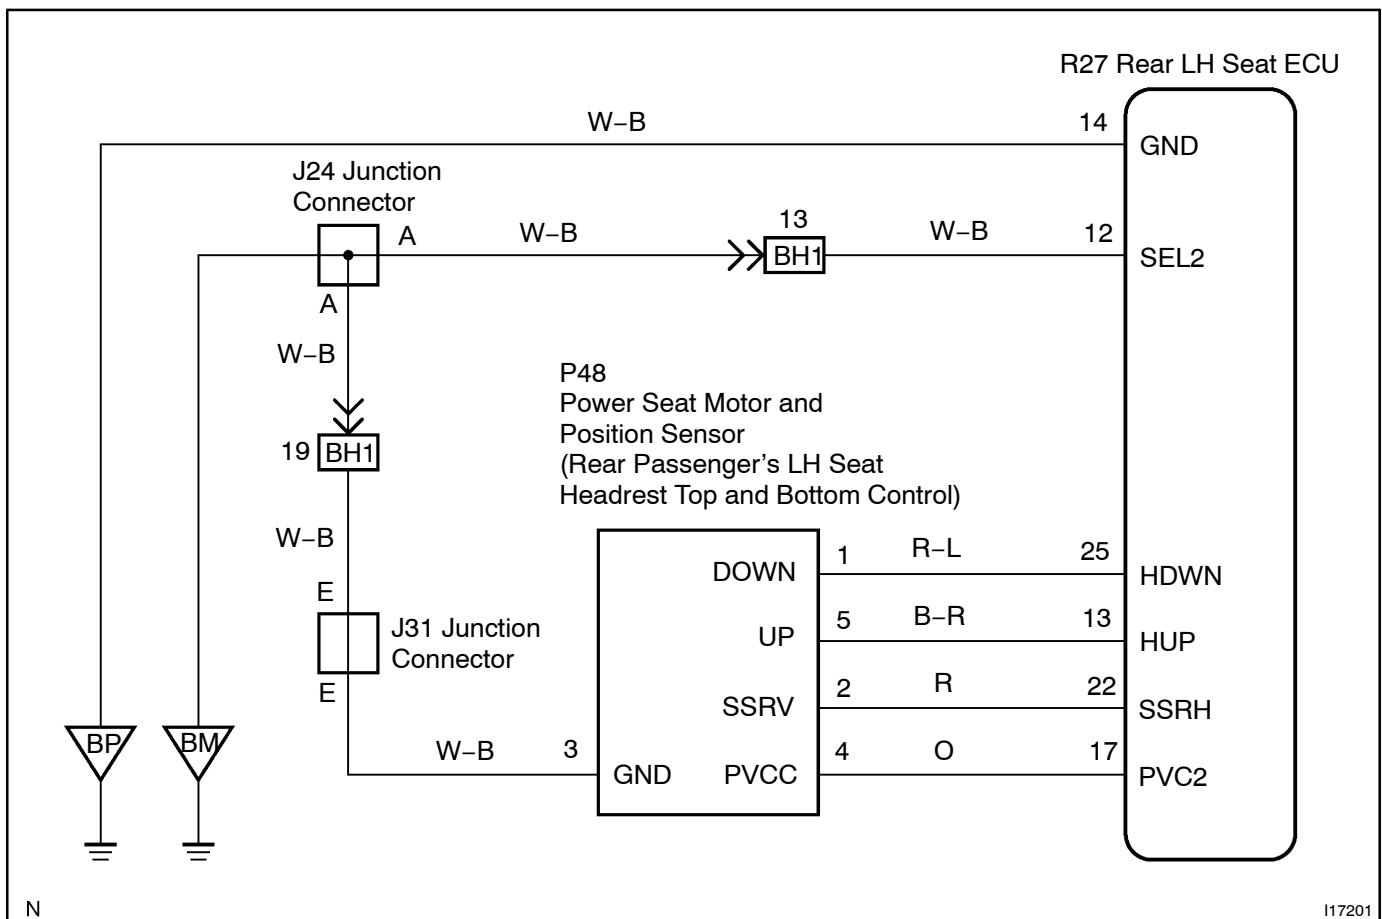 R27 Rear LH Seat ECU
W−B
14
GND
J24 Junction
Connector
A
W−B
13
BH1
W−B
12
SEL2
A
W−B
19
BH1
W−B
E
J31 Junction
Connector
E
P48
Power Seat Motor and
Position Sensor
(Rear Passenger's LH Seat
Headrest Top and Bottom Control)
DOWN
1
R−L
25
HDWN
UP
5
B−R
13
HUP
SSRV
2
R
22
SSRH
BP
BM
W−B
3
GND
PVCC
4
O
17
PVC2
N
I17201